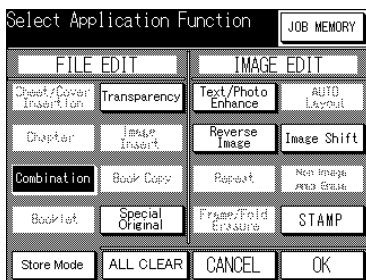 Select Application Function
JOB MEMORY
FILE EDIT
IMAGE EDIT
Sheet/Cover
Insertion
Transparency
Text/Photo
Enhance
AUTO
Layout
Chapter
Image
Insert
Reverse
Image
Image Shift
Combination
Book Copy
Repeat
Non Image
Area Erase
Booklet
Special
Original
Frame/Fold
Erasure
STAMP
Store Mode
ALL CLEAR
CANCEL
OK